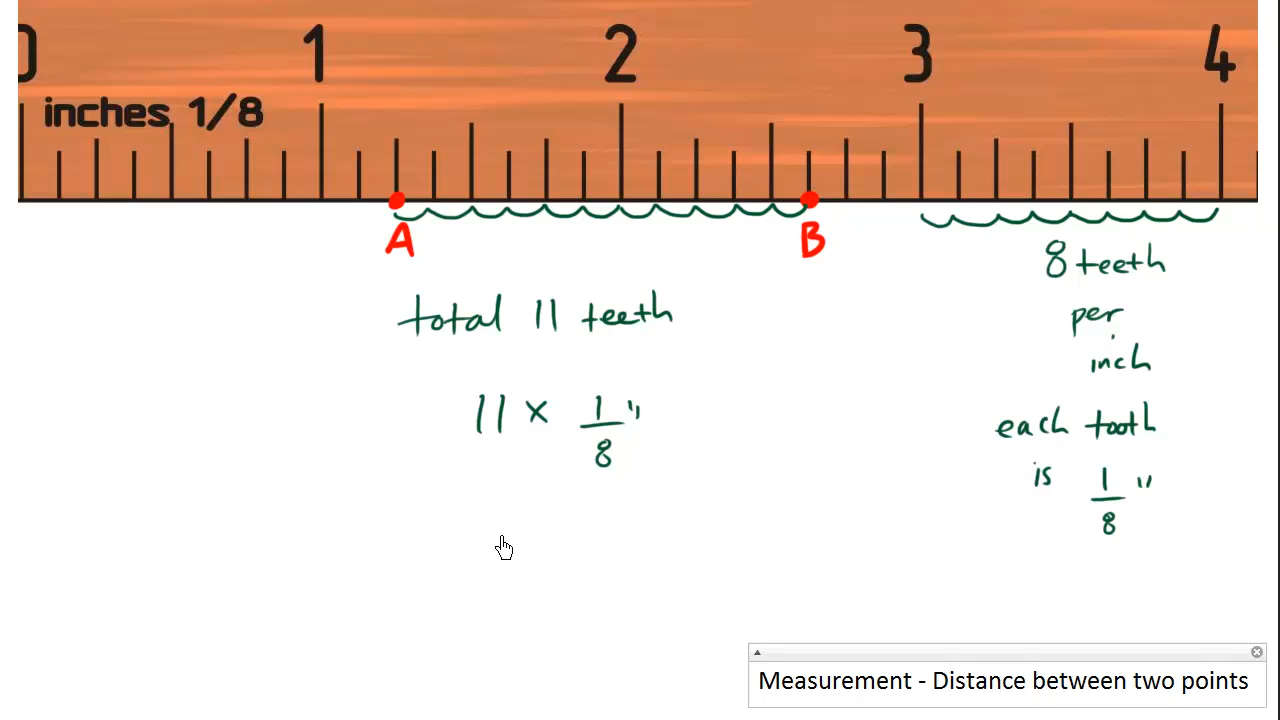 0 1 2 3 4
inches 1/8
A B
8 teeth
per
inch
total 11 teeth
11 × 1/8"
each tooth
is 1/8"
Measurement - Distance between two points